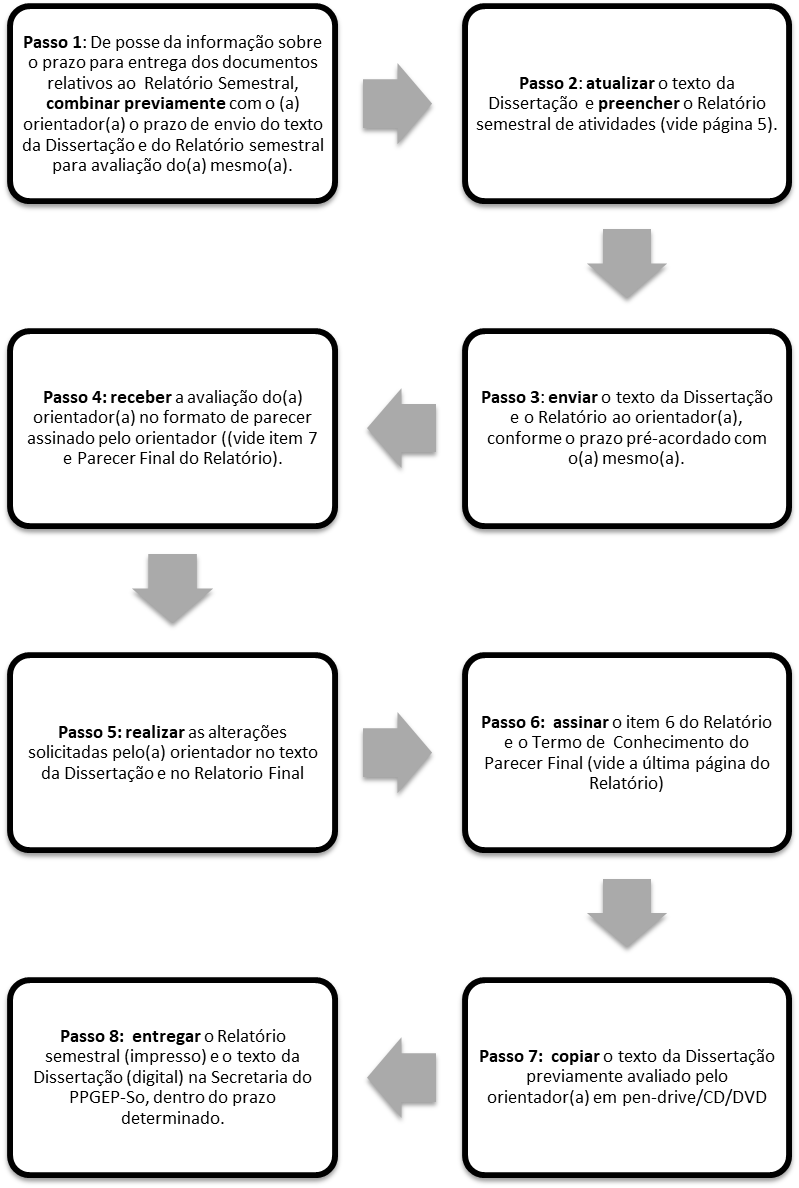 Passo 1: De posse da informação sobre
o prazo para entrega dos documentos
relativos ao Relatório Semestral,
combinar previamente com o (a)
orientador(a) o prazo de envio do texto
da Dissertação e do Relatório semestral
para avaliação do(a) mesmo(a).
Passo 2: atualizar o texto da
Dissertação e preencher o Relatório
semestral de atividades (vide página 5).
Passo 3: enviar o texto da Dissertação
e o Relatório ao orientador(a),
conforme o prazo pré-acordado com
o(a) mesmo(a).
Passo 4: receber a avaliação do(a)
orientador(a) no formato de parecer
assinado pelo orientador ((vide item 7
e Parecer Final do Relatório).
Passo 5: realizar as alterações
solicitadas pelo(a) orientador no texto
da Dissertação e no Relatorio Final
Passo 6: assinar o item 6 do Relatório
e o Termo de Conhecimento do
Parecer Final (vide a última página do
Relatório)
Passo 7: copiar o texto da Dissertação
previamente avaliado pelo
orientador(a) em pen-drive/CD/DVD
Passo 8: entregar o Relatório
semestral (impresso) e o texto da
Dissertação (digital) na Secretaria do
PPGEP-So, dentro do prazo
determinado.